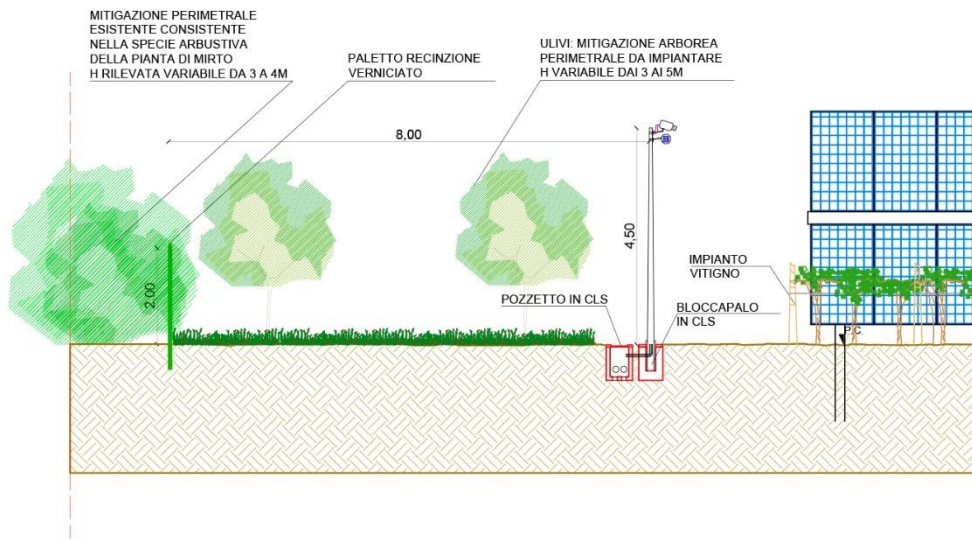 MITIGAZIONE PERIMETRALE
ESISTENTE CONSISTENTE
NELLA SPECIE ARBUSTIVA
DELLA PIANTA DI MIRTO
H RILEVATA VARIABILE DA 3 A 4M
PALETTO RECINZIONE
VERNICIATO
ULIVI: MITIGAZIONE ARBOREA
PERIMETRALE DA IMPIANTARE
H VARIABILE DAI 3 AI 5M
8,00
4,50
2,00
IMPIANTO
VITIGNO
POZZETTO IN CLS
BLOCCAPALO
IN CLS
P.C.